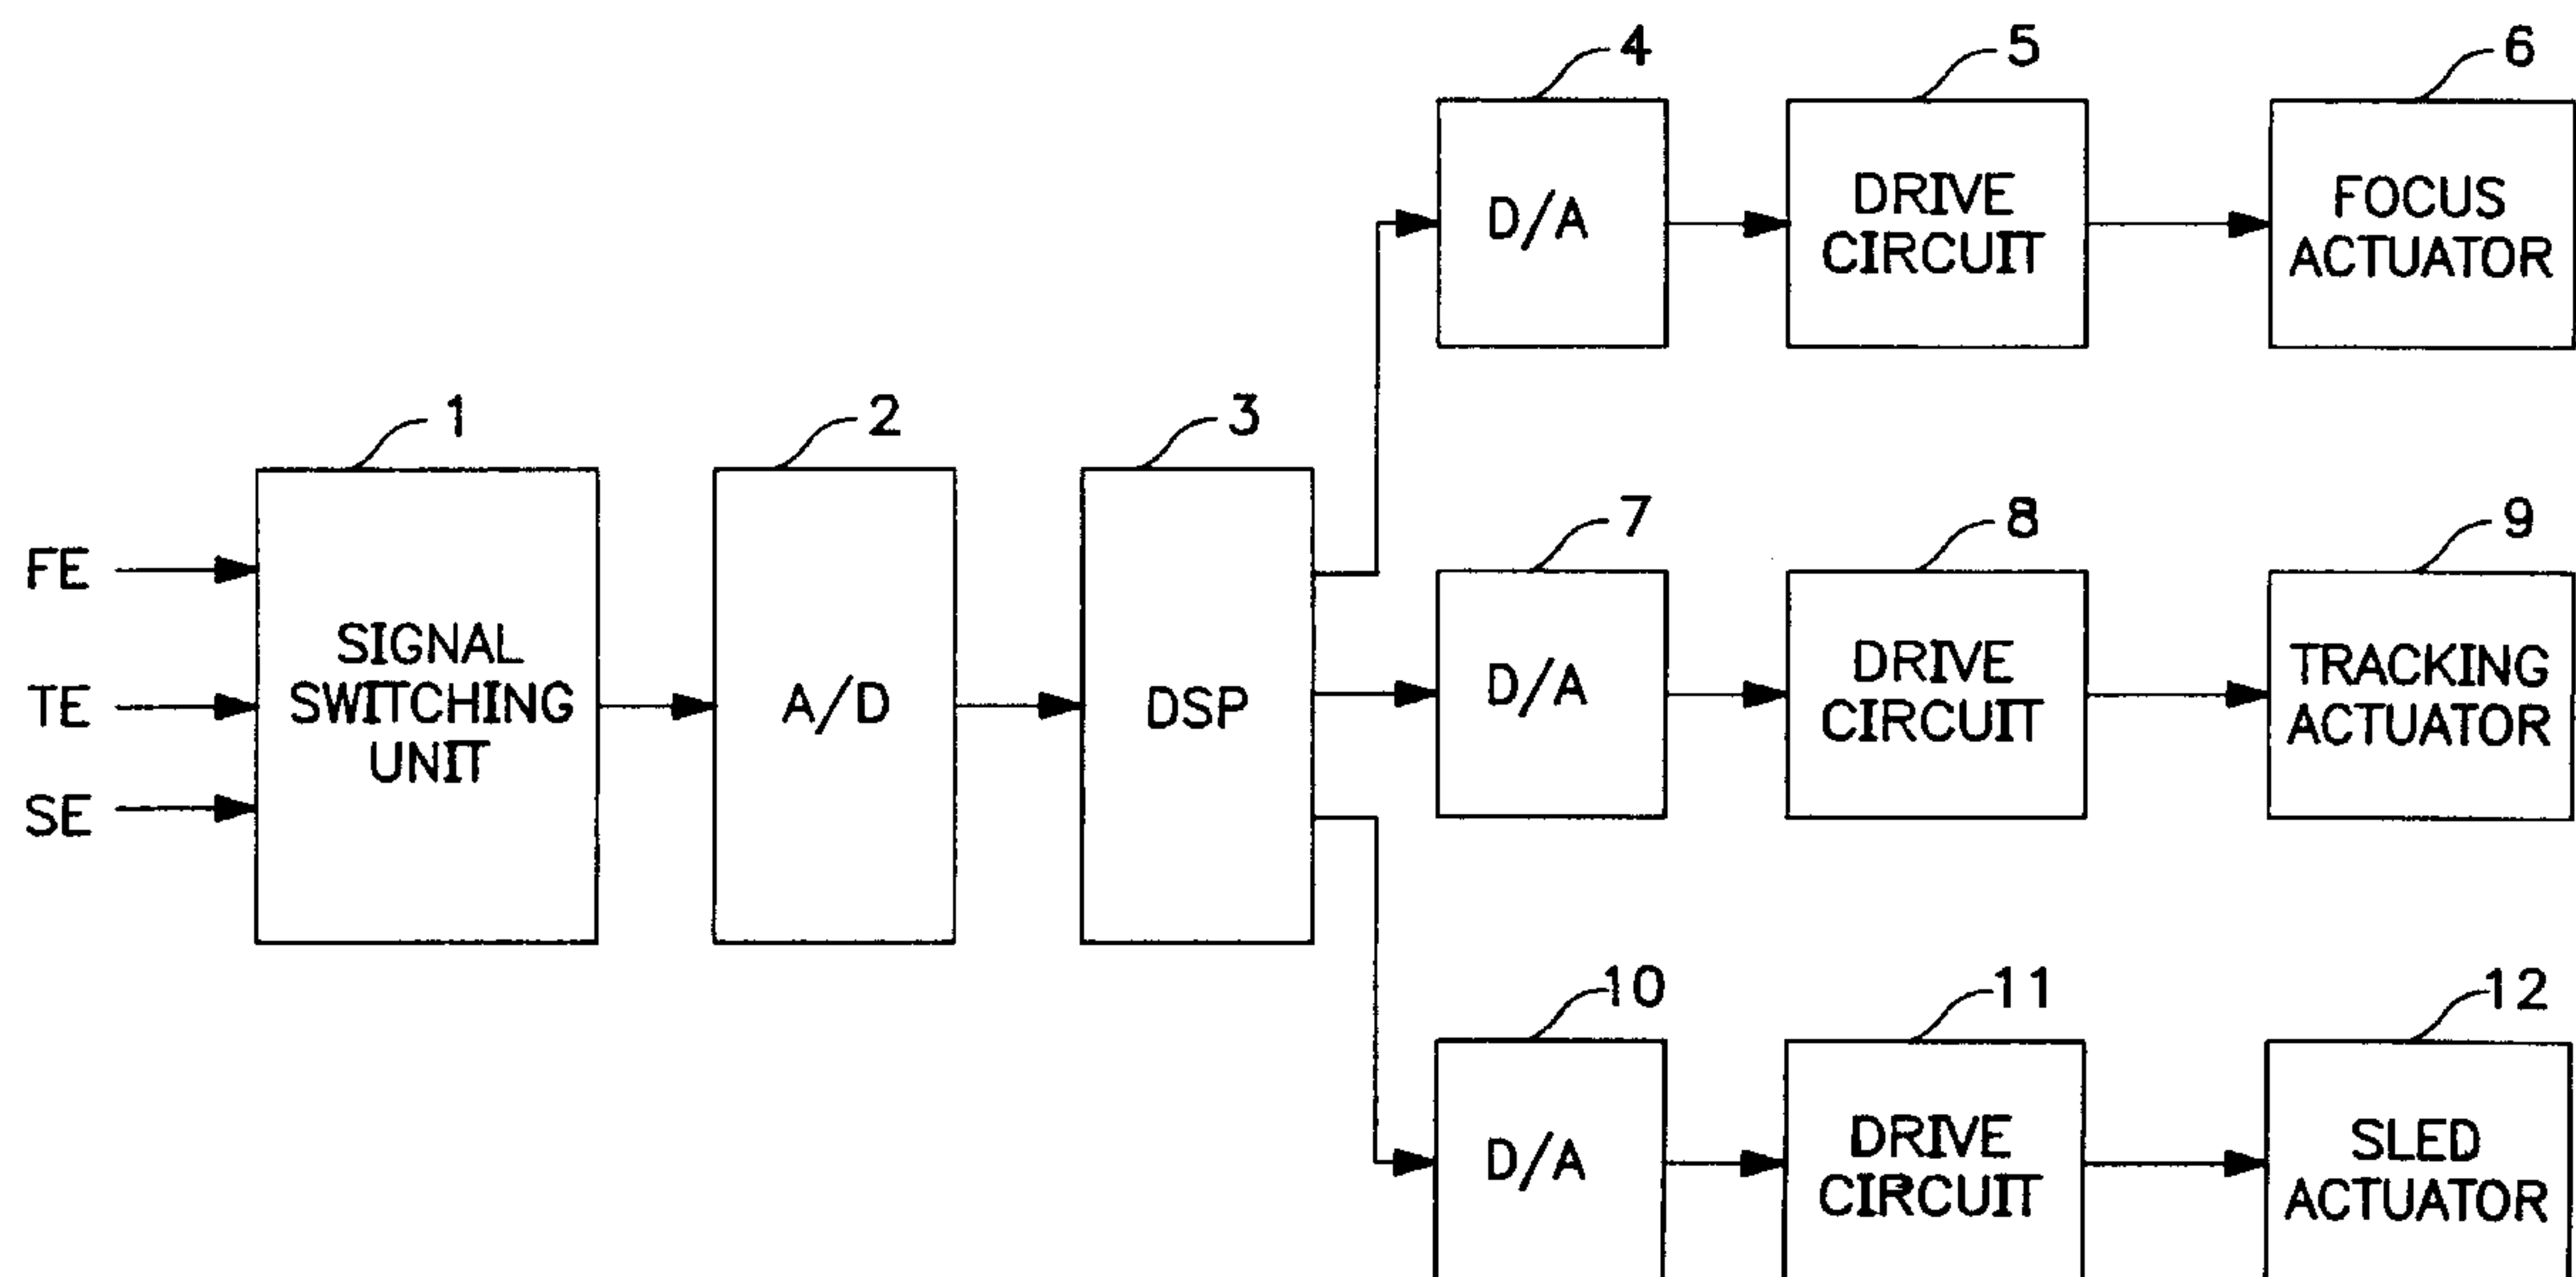 4
5
6
D/A
DRIVE
CIRCUIT
FOCUS
ACTUATOR
1
2
3
FE
TE
SE
SIGNAL
SWITCHING
UNIT
A/D
DSP
7
8
9
D/A
DRIVE
CIRCUIT
TRACKING
ACTUATOR
10
11
12
D/A
DRIVE
CIRCUIT
SLED
ACTUATOR